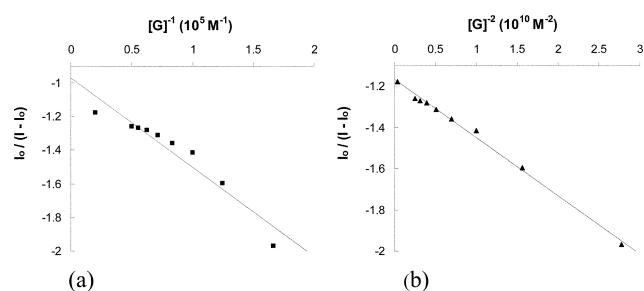 [G]⁻¹ (10⁵ M⁻¹)
0 0.5 1 1.5 2
-1
-1.2
-1.4
-1.6
-1.8
-2
I₀ / (I - I₀)
(a)
[G]⁻² (10¹⁰ M⁻²)
0 0.5 1 1.5 2 2.5 3
-1.2
-1.4
-1.6
-1.8
-2
I₀ / (I - I₀)
(b)